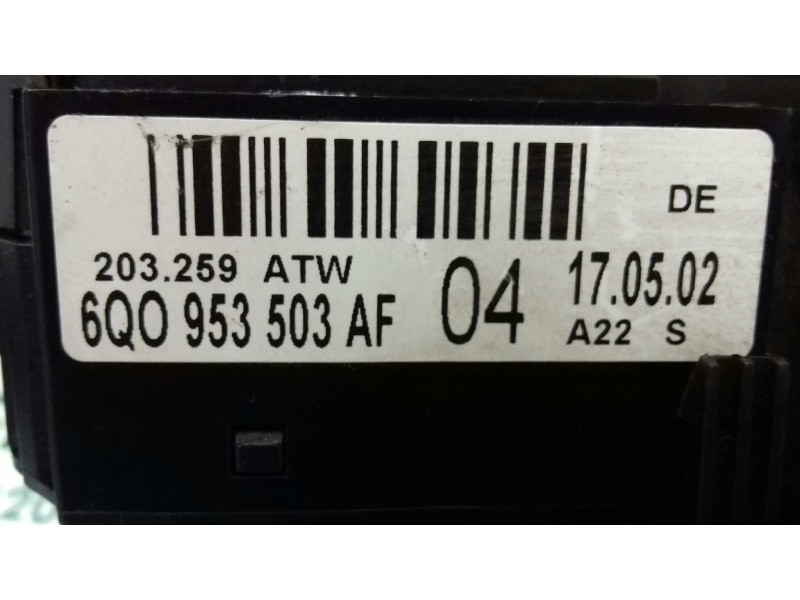 DE
203.259 ATW
6Q0 953 503 AF 04 17.05.02
A22 S